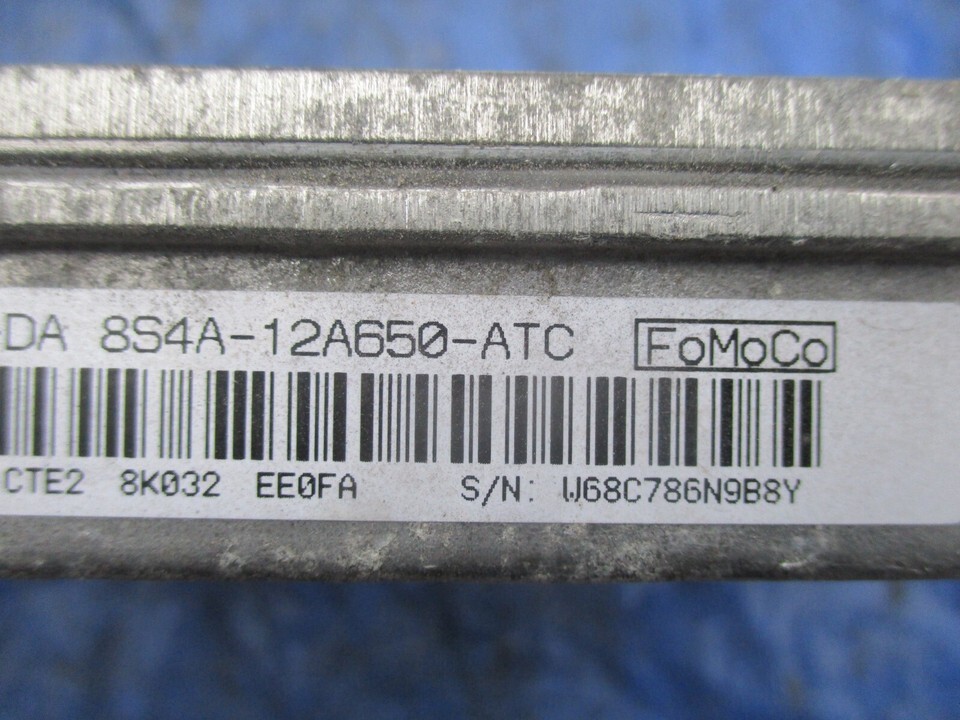 DA 8S4A-12A650-ATC FoMoCo
CTE2 8K032 EE0FA S/N: W68C786N9B8Y